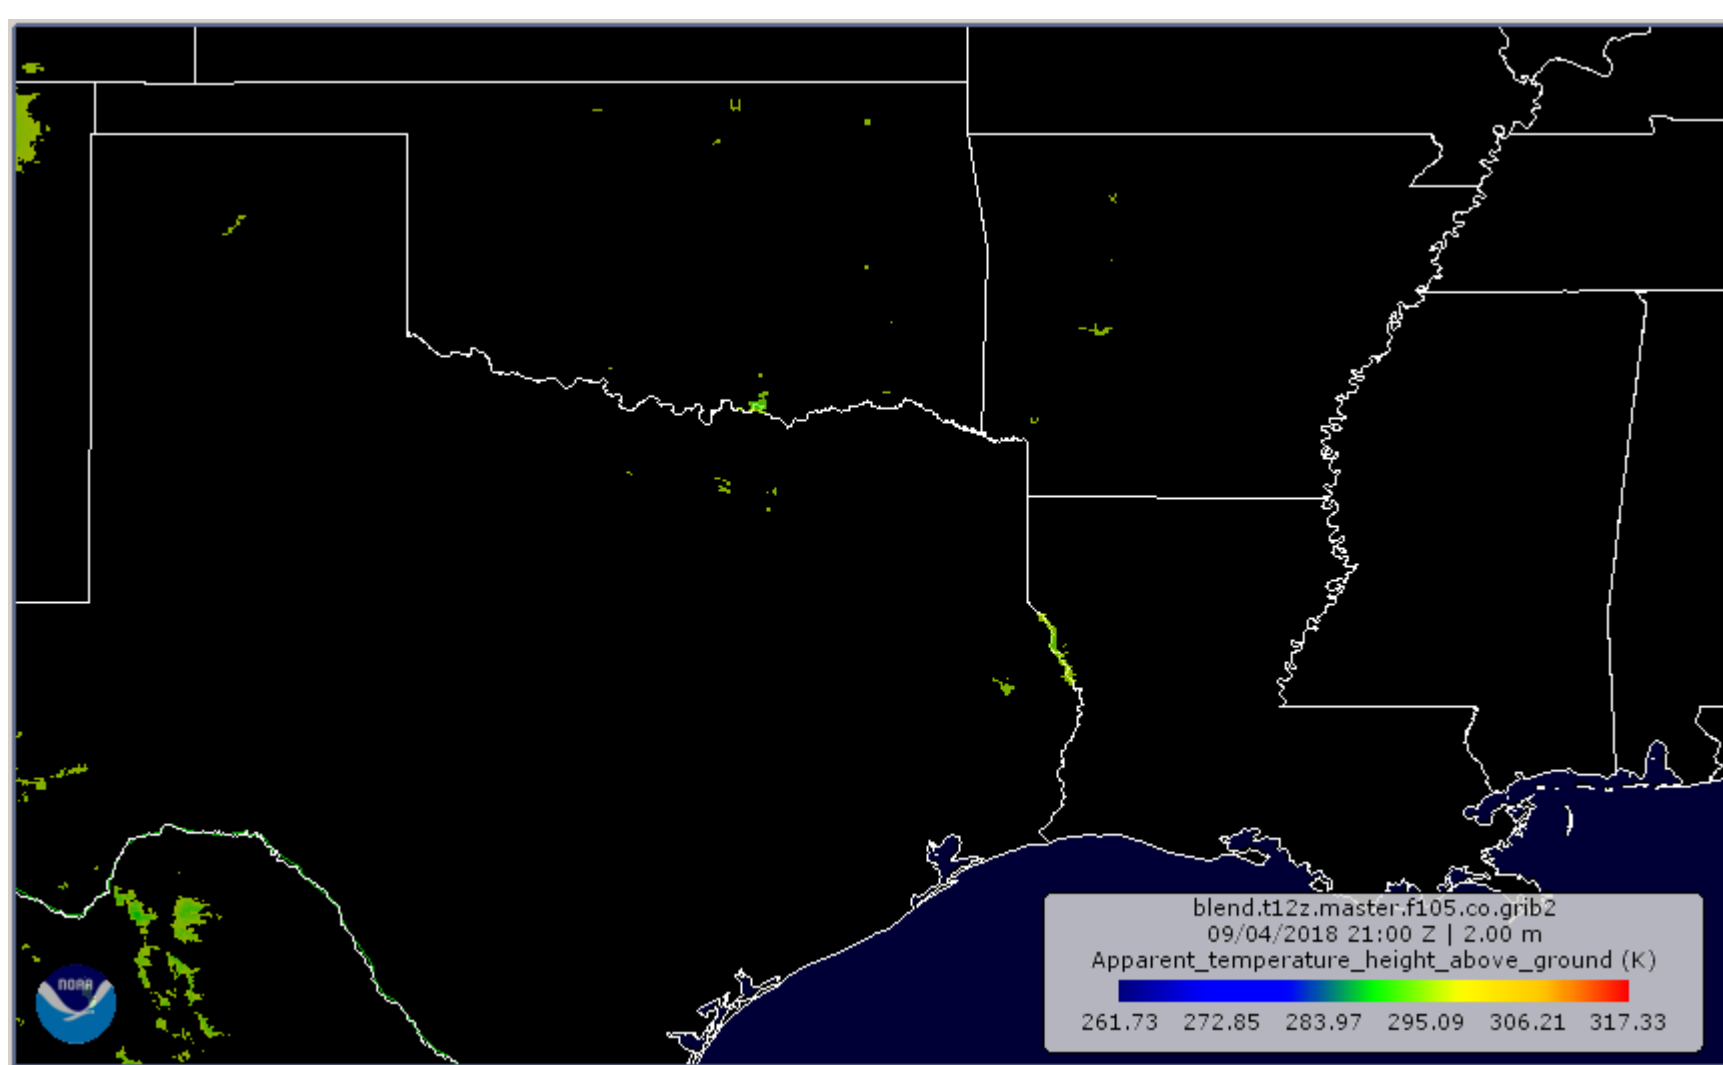 NOAA
blend.t12z.master.f105.co.grib2
09/04/2018 21:00 Z | 2.00 m
Apparent_temperature_height_above_ground (K)
261.73 272.85 283.97 295.09 306.21 317.33